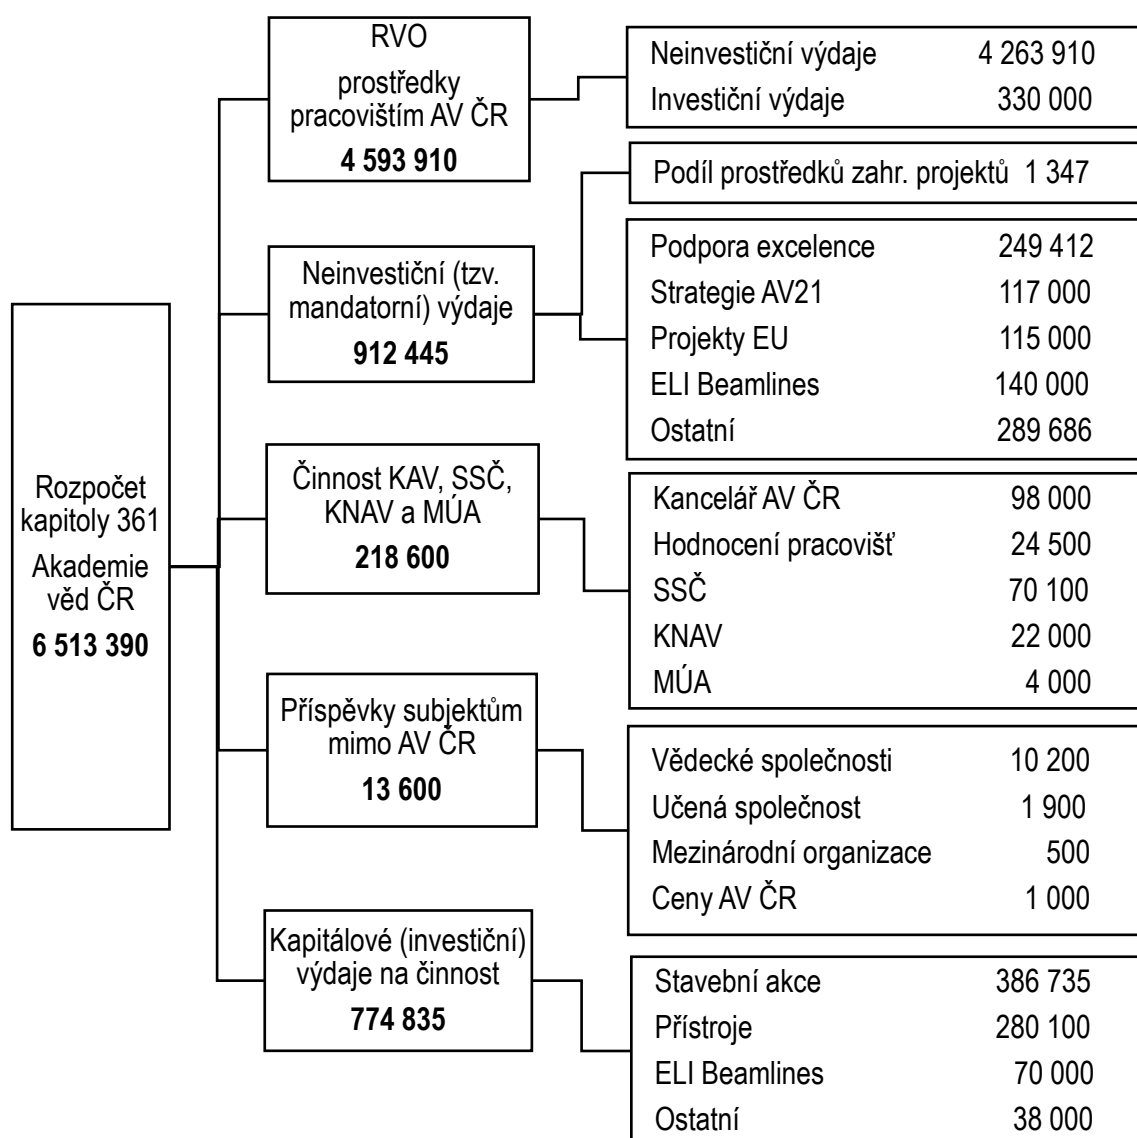 Rozpočet
kapitoly 361
Akademie
věd ČR
6 513 390
RVO
prostředky
pracovištím AV ČR
4 593 910
Neinvestiční výdaje 4 263 910
Investiční výdaje 330 000
Neinvestiční (tzv.
mandatorní) výdaje
912 445
Podíl prostředků zahr. projektů 1 347
Podpora excelence 249 412
Strategie AV21 117 000
Projekty EU 115 000
ELI Beamlines 140 000
Ostatní 289 686
Činnost KAV, SSČ,
KNAV a MÚA
218 600
Kancelář AV ČR 98 000
Hodnocení pracovišť 24 500
SSČ 70 100
KNAV 22 000
MÚA 4 000
Příspěvky subjektům
mimo AV ČR
13 600
Vědecké společnosti 10 200
Učená společnost 1 900
Mezinárodní organizace 500
Ceny AV ČR 1 000
Kapitálové (investiční)
výdaje na činnost
774 835
Stavební akce 386 735
Přístroje 280 100
ELI Beamlines 70 000
Ostatní 38 000